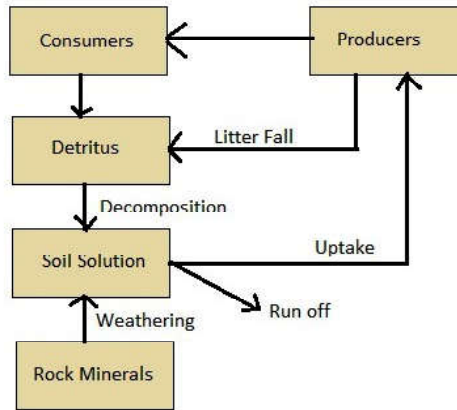 Consumers
Producers
Detritus
Litter Fall
Decomposition
Soil Solution
Uptake
Run off
Weathering
Rock Minerals